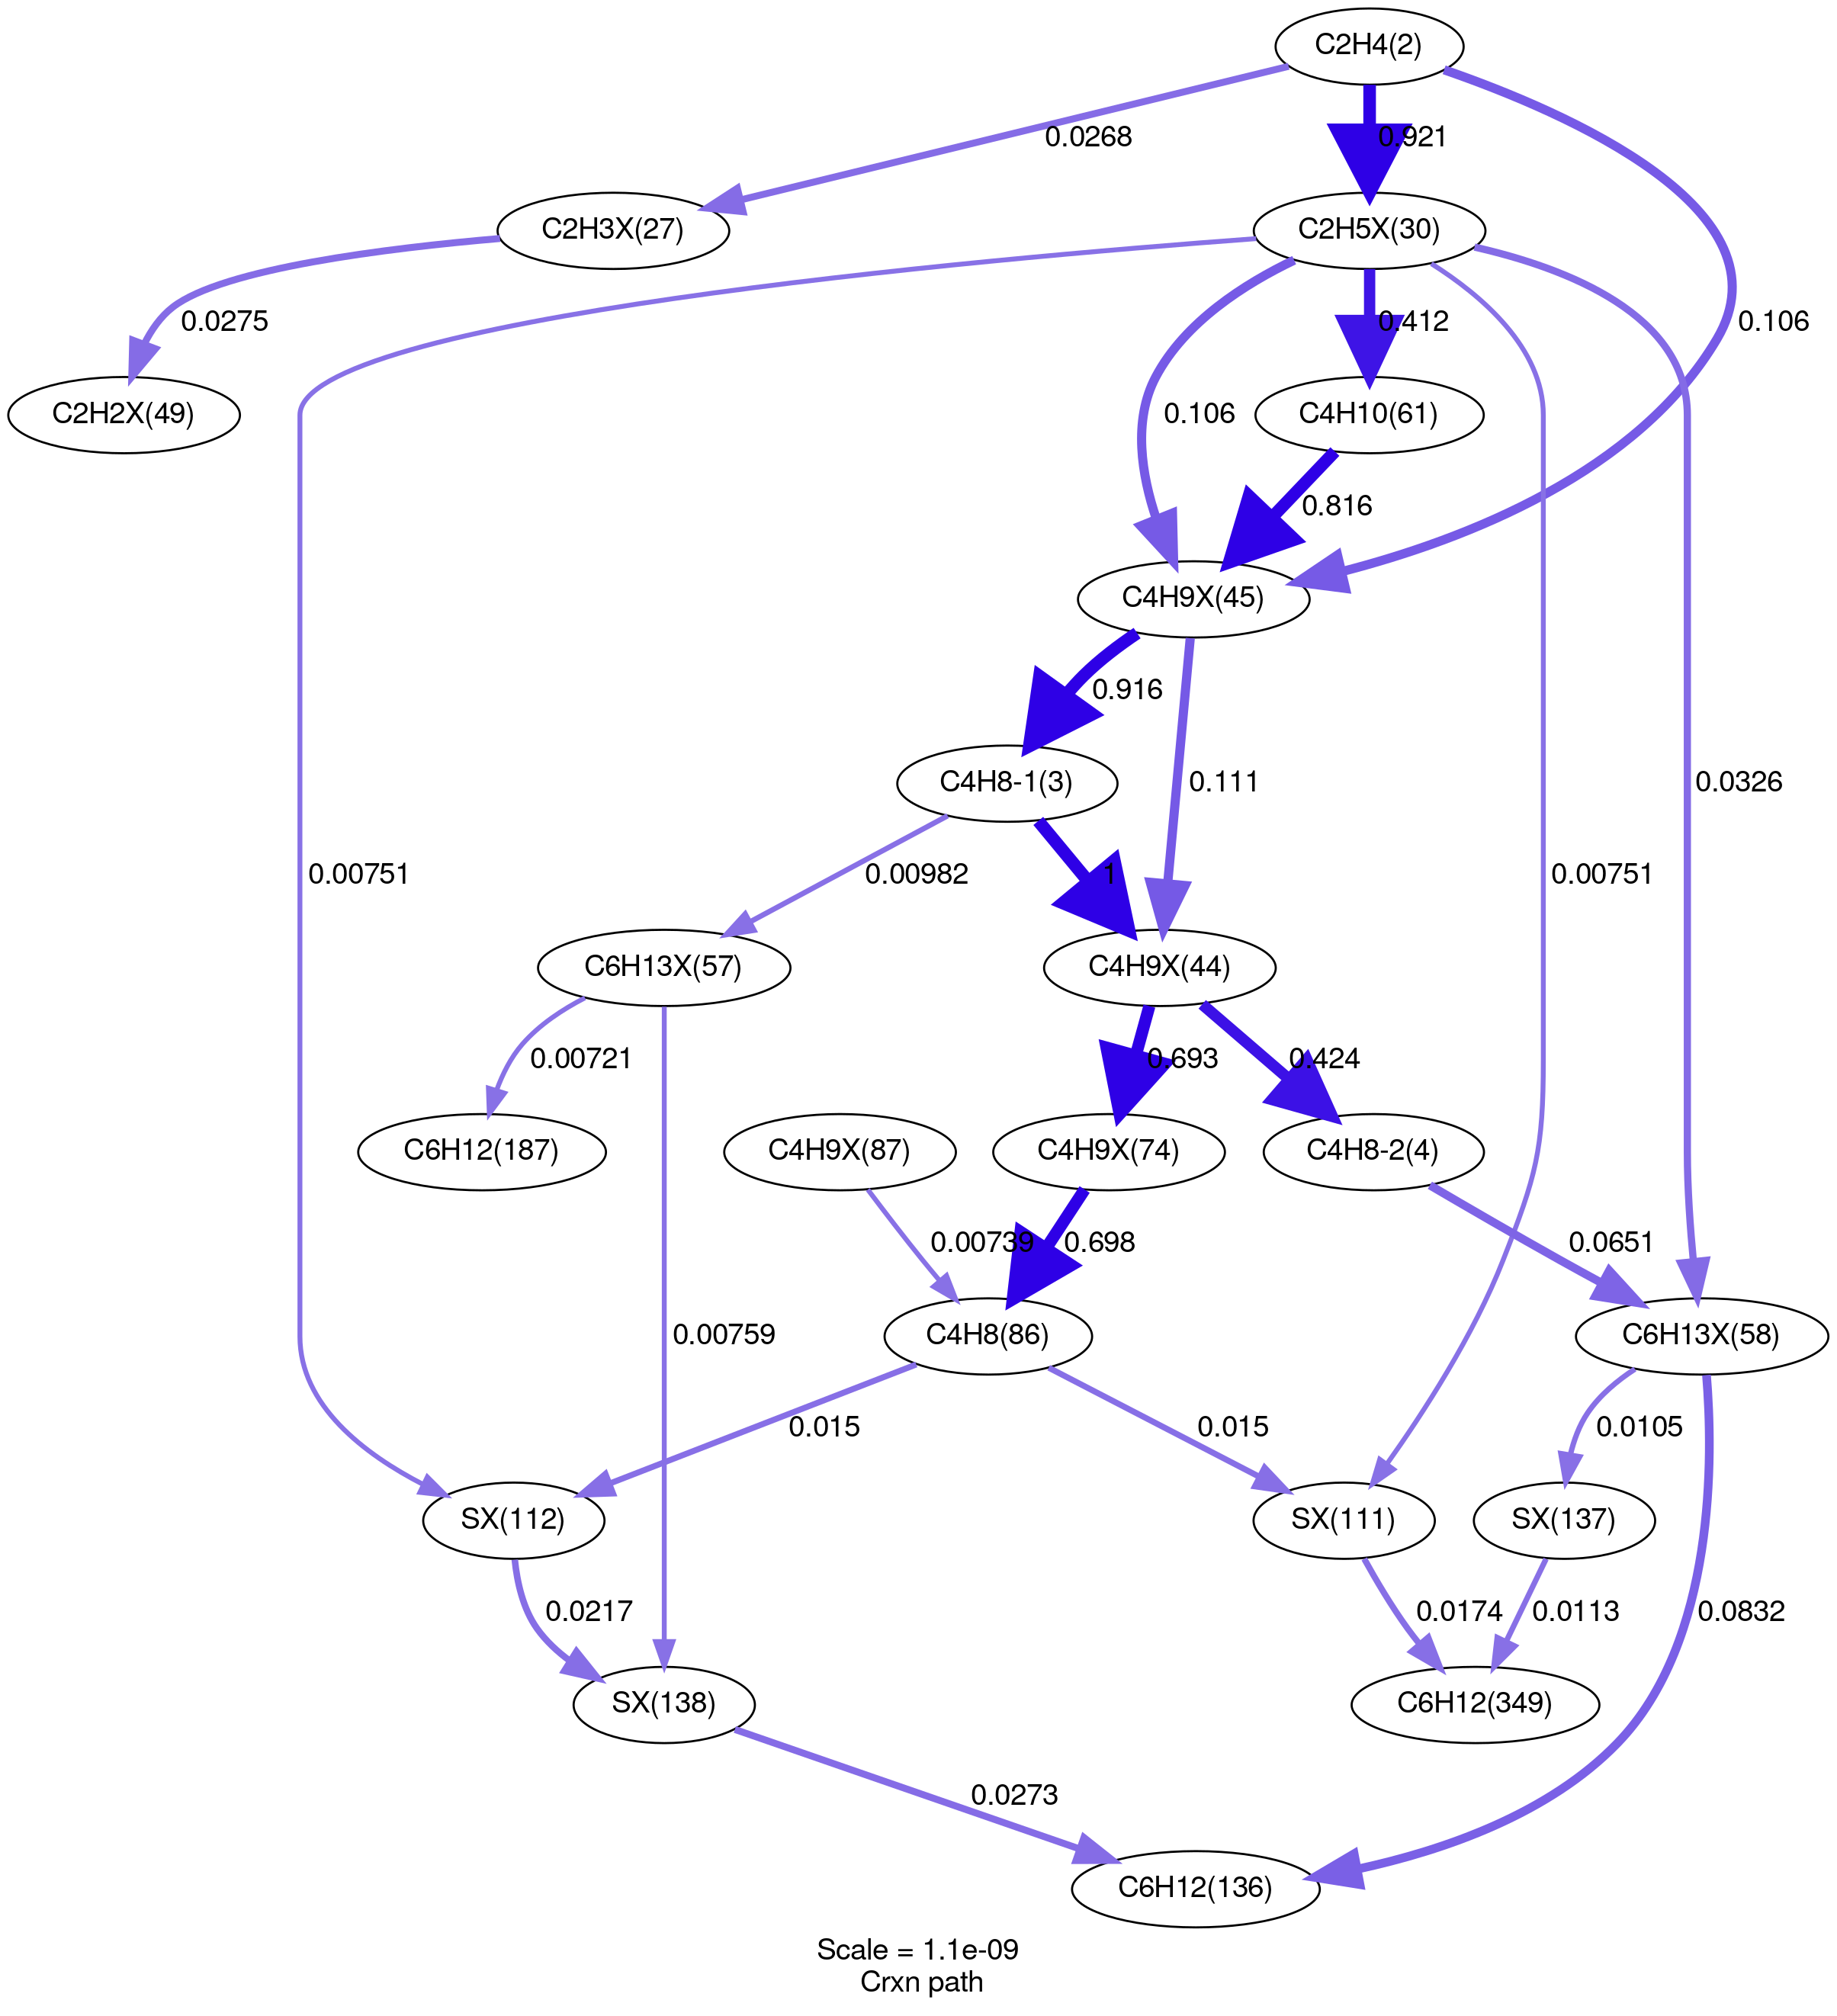 C2H4(2)
0.0268
0.921
C2H3X(27)
C2H5X(30)
0.0275
0.106
0.412
0.106
C2H2X(49)
C4H10(61)
0.816
C4H9X(45)
0.916
C4H8-1(3)
0.111
0.0326
0.00751
0.00982
1
0.00751
C6H13X(57)
C4H9X(44)
0.00721
0.693
0.424
C6H12(187)
C4H9X(87)
C4H9X(74)
C4H8-2(4)
0.00739
0.698
0.0651
0.00759
C4H8(86)
C6H13X(58)
0.015
0.015
0.0105
SX(112)
SX(111)
SX(137)
0.0217
0.0174
0.0113
0.0832
SX(138)
C6H12(349)
0.0273
C6H12(136)
Scale = 1.1e-09
Crxn path